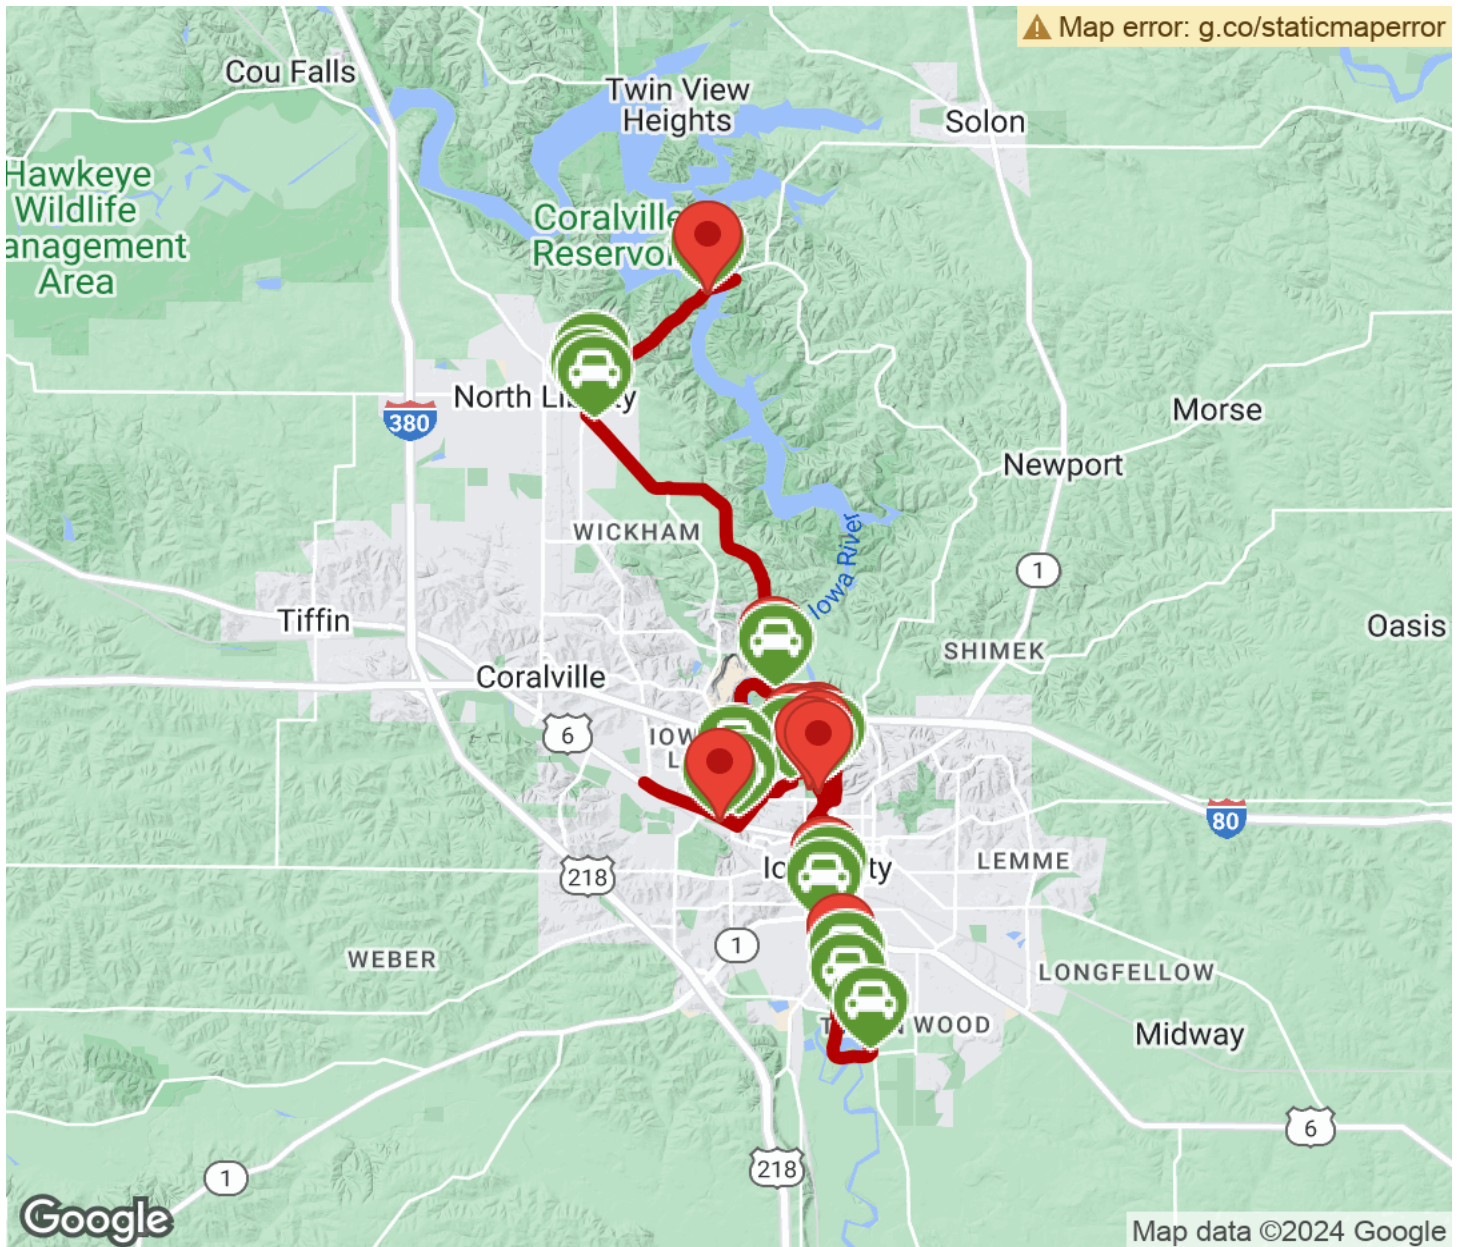 Map error: g.co/staticmaperror
Cou Falls
Twin View
Heights
Solon
Hawkeye
Wildlife
anagement
Area
Coralville
Reservoi
North Li
ty
380
Morse
Newport
WICKHAM
Iowa River
1
Tiffin
Oasis
SHIMEK
Coralville
6
IOW
L
80
218
Ic
ty
LEMME
1
WEBER
LONGFELLOW
T
WOOD
Midway
6
218
1
Google
Map data ©2024 Google